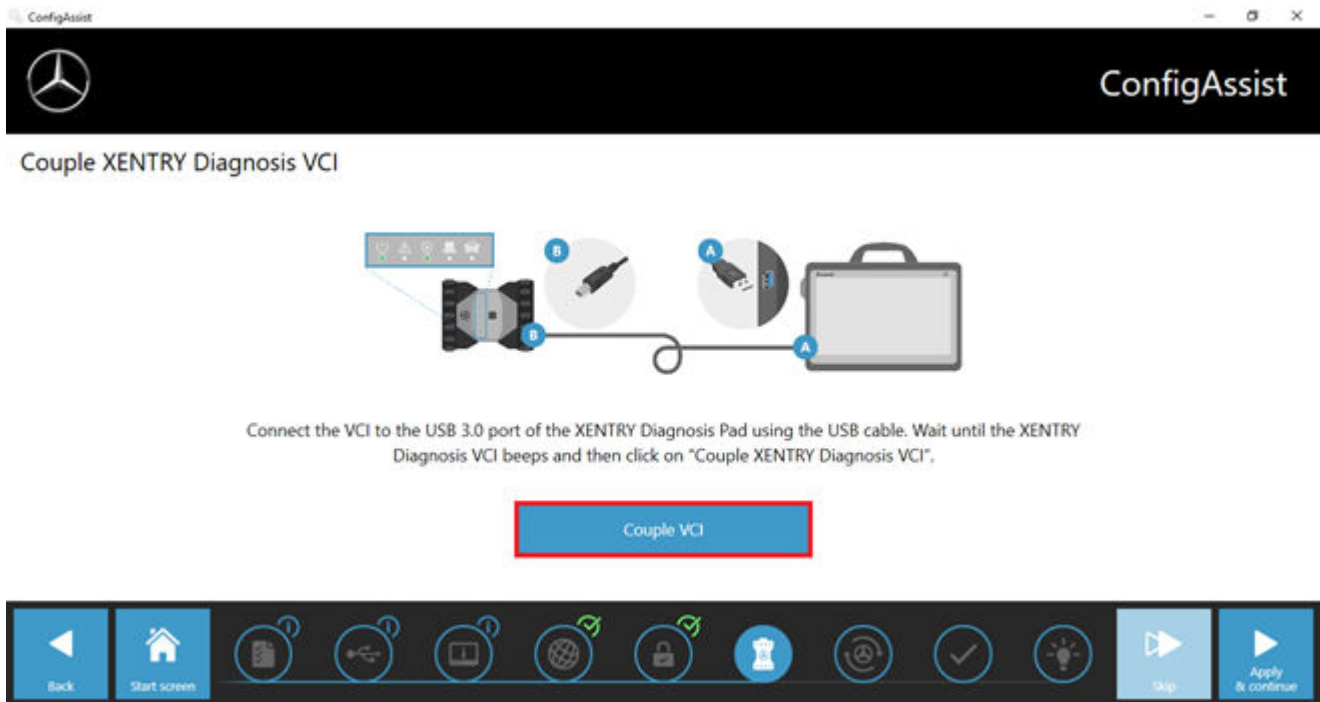 ConfigAssist
ConfigAssist
Couple XENTRY Diagnosis VCI
B
A
B
A
Connect the VCI to the USB 3.0 port of the XENTRY Diagnosis Pad using the USB cable. Wait until the XENTRY
Diagnosis VCI beeps and then click on "Couple XENTRY Diagnosis VCI".
Couple VCI
Back
Start screen
Skip
Apply
& continue